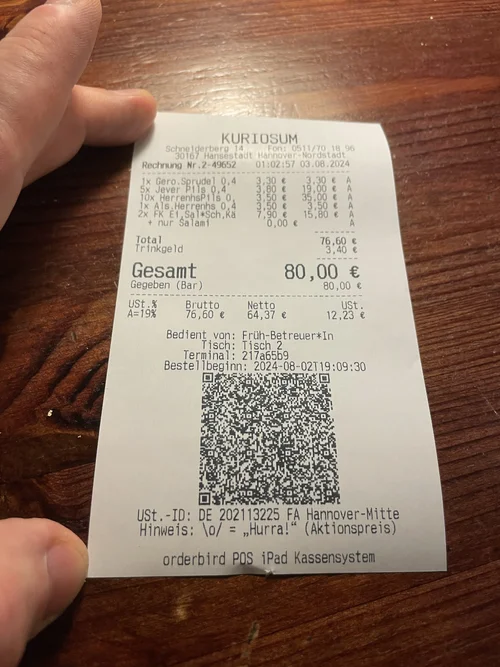 KURIOSUM
Schneiderberg 14 Fon: 0511/70 18 96
30167 Hansestadt Hannover-Nordstadt
Rechnung Nr.2-49652 01:02:57 03.08.2024
1x Gero.Sprudel 0,4 3,30 € 3,30 € A
5x Jever Pils 0,4 3,80 € 19,00 € A
10x HerrenhsPils 0, 3,50 € 35,00 € A
1x Als.Herrenhs 0,4 3,50 € 3,50 € A
2x FK E1,Sal*Sch,Kä 7,90 € 15,80 € A
+ nur Salami 0,00 € A
Total 76,60 €
Trinkgeld 3,40 €
Gesamt 80,00 €
Gegeben (Bar) 80,00 €
USt.% Brutto Netto USt.
A=19% 76,60 € 64,37 € 12,23 €
Bedient von: Früh-Betreuer*In
Tisch: Tisch 2
Terminal: 217a65b9
Bestellbeginn: 2024-08-02T19:09:30
USt.-ID: DE 202113225 FA Hannover-Mitte
Hinweis: \o/ = „Hurra!“ (Aktionspreis)
orderbird POS iPad Kassensystem